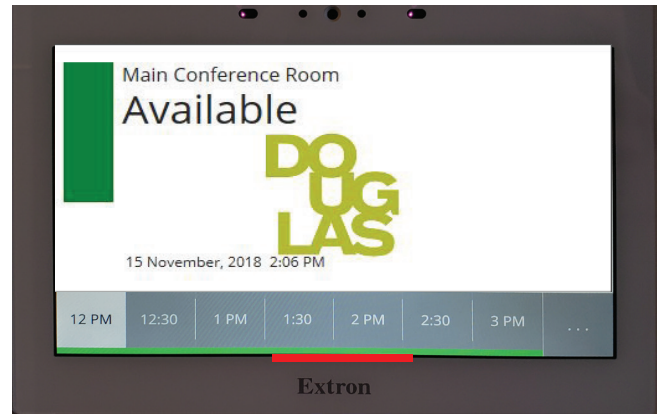 Main Conference Room
Available
DO
UG
LAS
15 November, 2018 2:06 PM
12 PM 12:30 1 PM 1:30 2 PM 2:30 3 PM ...
Extron